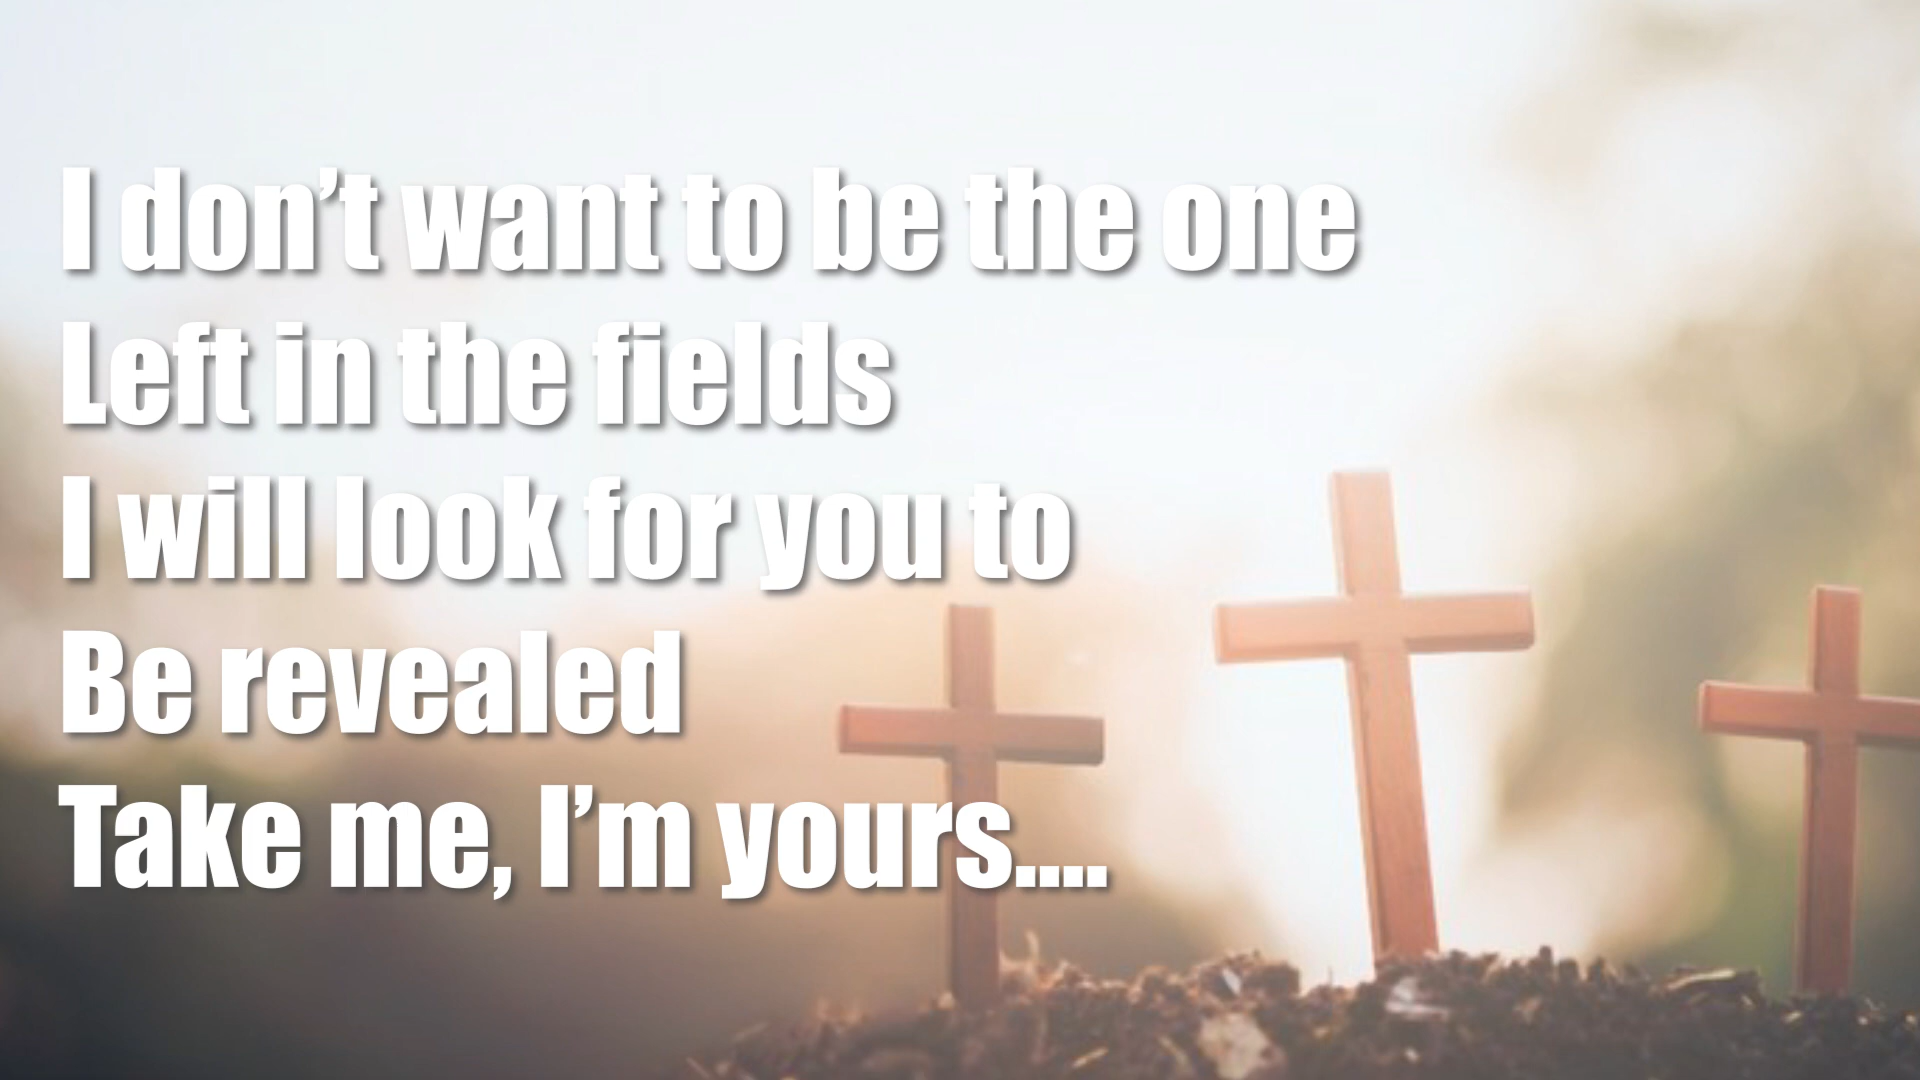 I don’t want to be the one
Left in the fields
I will look for you to
Be revealed
Take me, I’m yours....